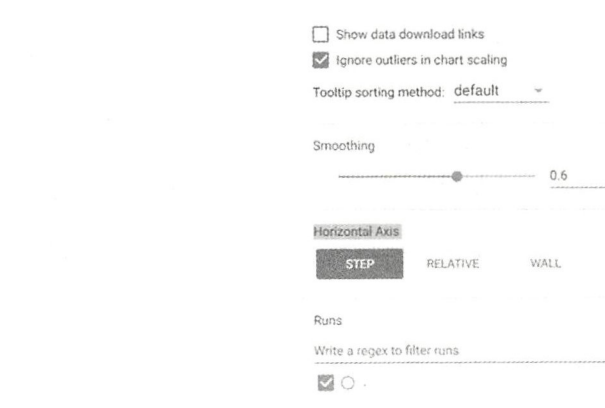 Show data download links
Ignore outliers in chart scaling
Tooltip sorting method: default
Smoothing
0.6
Horizontal Axis
STEP RELATIVE WALL
Runs
Write a regex to filter runs
.